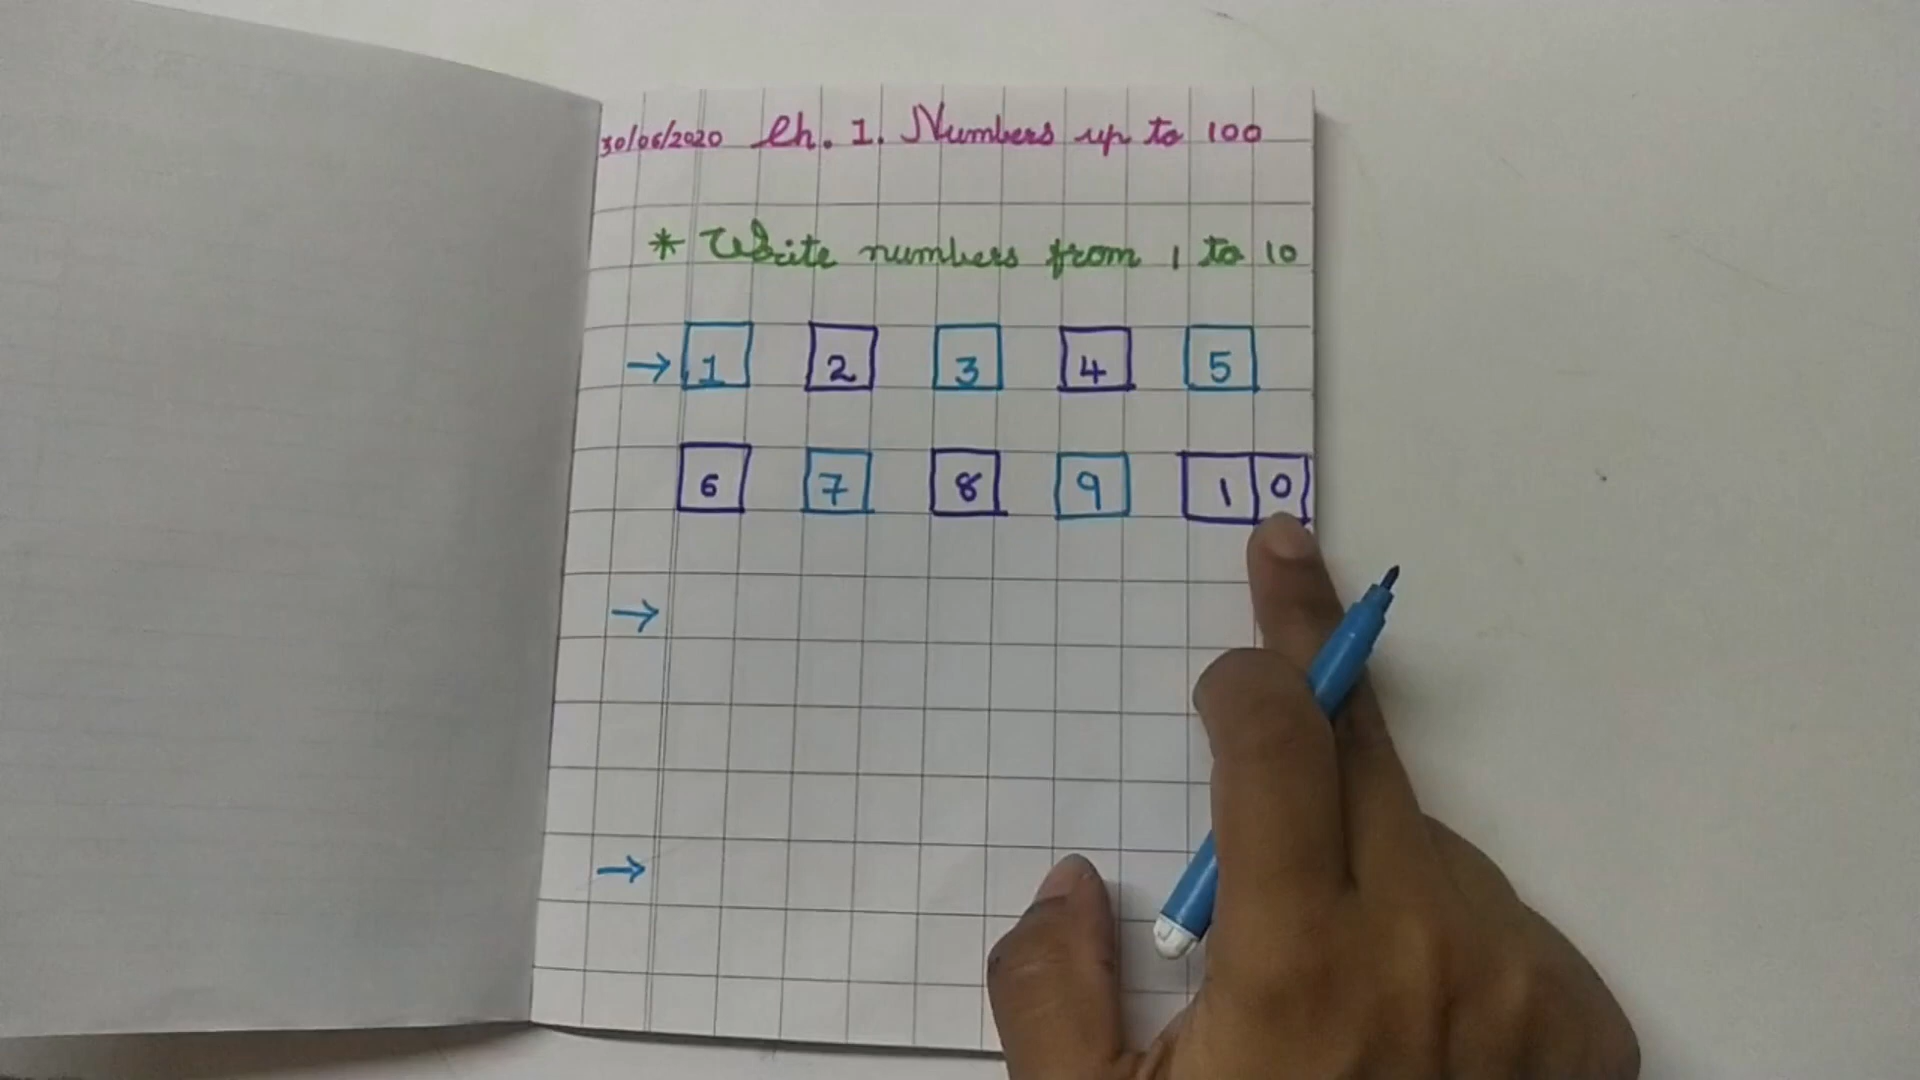 30/06/2020 Ch. 1. Numbers up to 100
* Write numbers from 1 to 10
→ 1 2 3 4 5
6 7 8 9 10
→
→